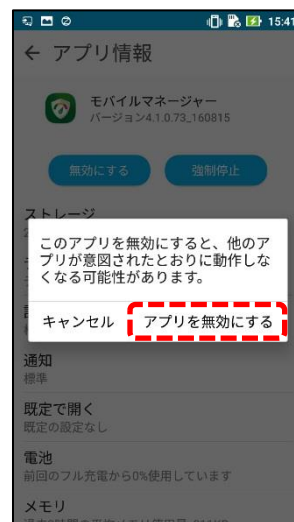 15:41
アプリ情報
モバイルマネージャー
バージョン4.1.0.73_160815
無効にする
強制停止
ストレージ
このアプリを無効にすると、他のア
プリが意図されたとおりに動作しな
くなる可能性があります。
キャンセル
アプリを無効にする
通知
標準
既定で開く
既定の設定なし
電池
前回のフル充電から0%使用しています
メモリ